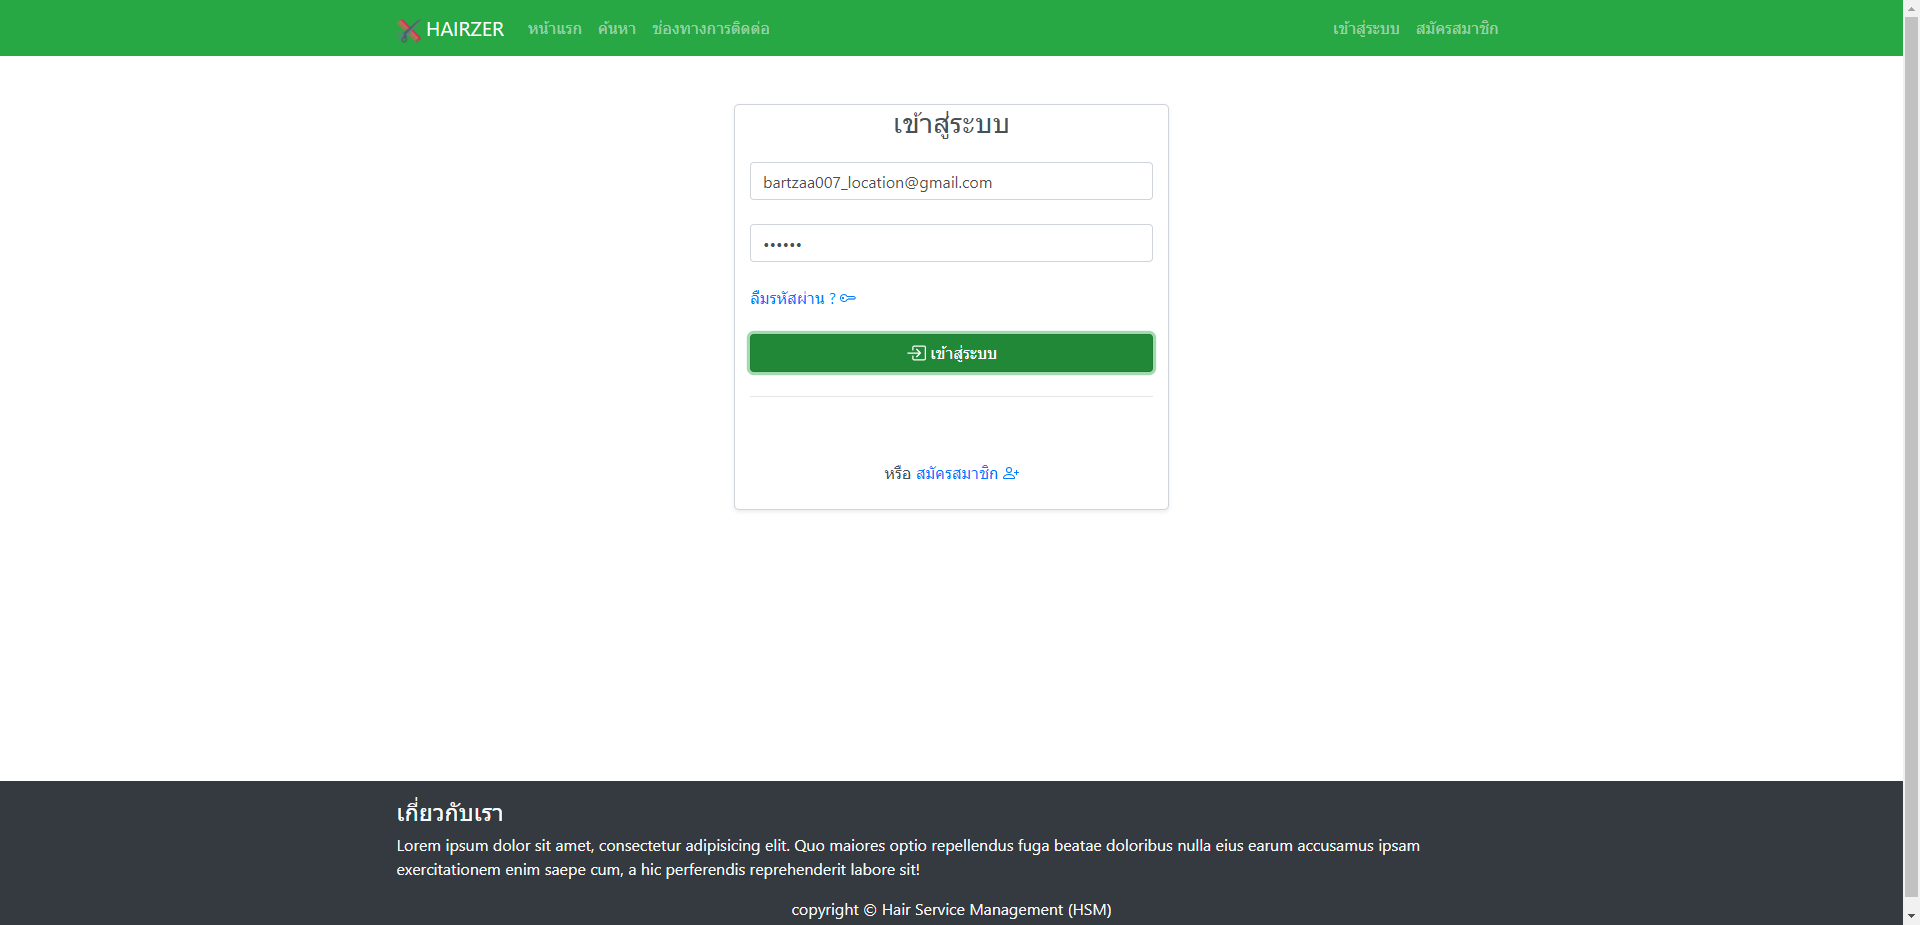 HAIRZER หน้าแรก ค้นหา ช่องทางการติดต่อ เข้าสู่ระบบ สมัครสมาชิก
เข้าสู่ระบบ
bartzaa007_location@gmail.com
••••••
ลืมรหัสผ่าน ?
เข้าสู่ระบบ
หรือ สมัครสมาชิก
เกี่ยวกับเรา
Lorem ipsum dolor sit amet, consectetur adipisicing elit. Quo maiores optio repellendus fuga beatae doloribus nulla eius earum accusamus ipsam
exercitationem enim saepe cum, a hic perferendis reprehenderit labore sit!
copyright © Hair Service Management (HSM)